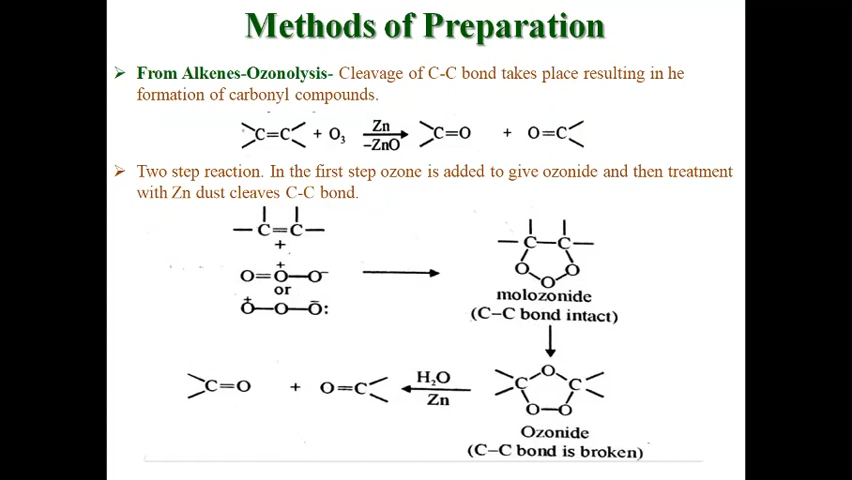 Methods of Preparation
➢ From Alkenes-Ozonolysis- Cleavage of C-C bond takes place resulting in he
formation of carbonyl compounds.
>C=C< + O₃ Zn –ZnO >C=O + O=C<
➢ Two step reaction. In the first step ozone is added to give ozonide and then treatment
with Zn dust cleaves C-C bond.
–C=C–
+
O=O⁺–O⁻
or
O⁺–O–Ō:
–C–C–
O O
O
molozonide
(C–C bond intact)
>C=O + O=C< H₂O Zn
O
C C
O–O
Ozonide
(C–C bond is broken)